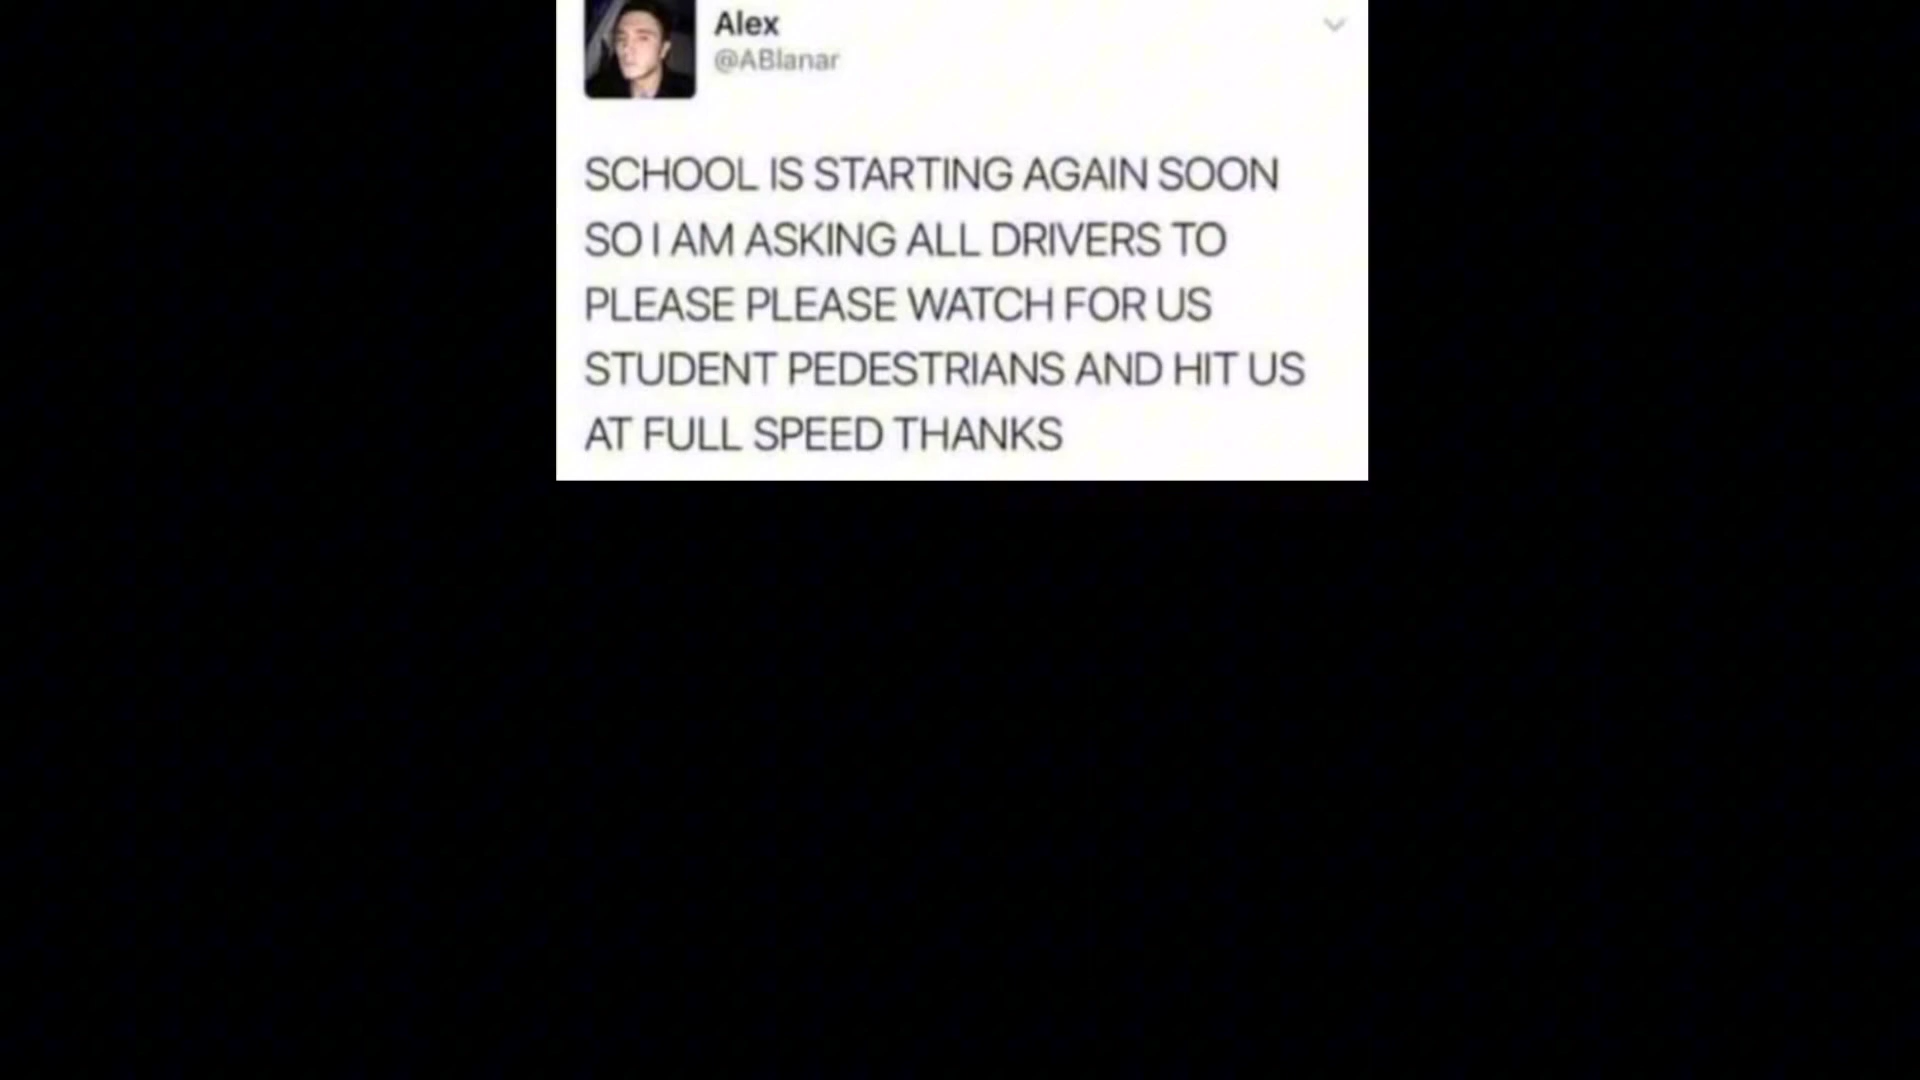 Alex
@ABlanar
SCHOOL IS STARTING AGAIN SOON
SO I AM ASKING ALL DRIVERS TO
PLEASE PLEASE WATCH FOR US
STUDENT PEDESTRIANS AND HIT US
AT FULL SPEED THANKS